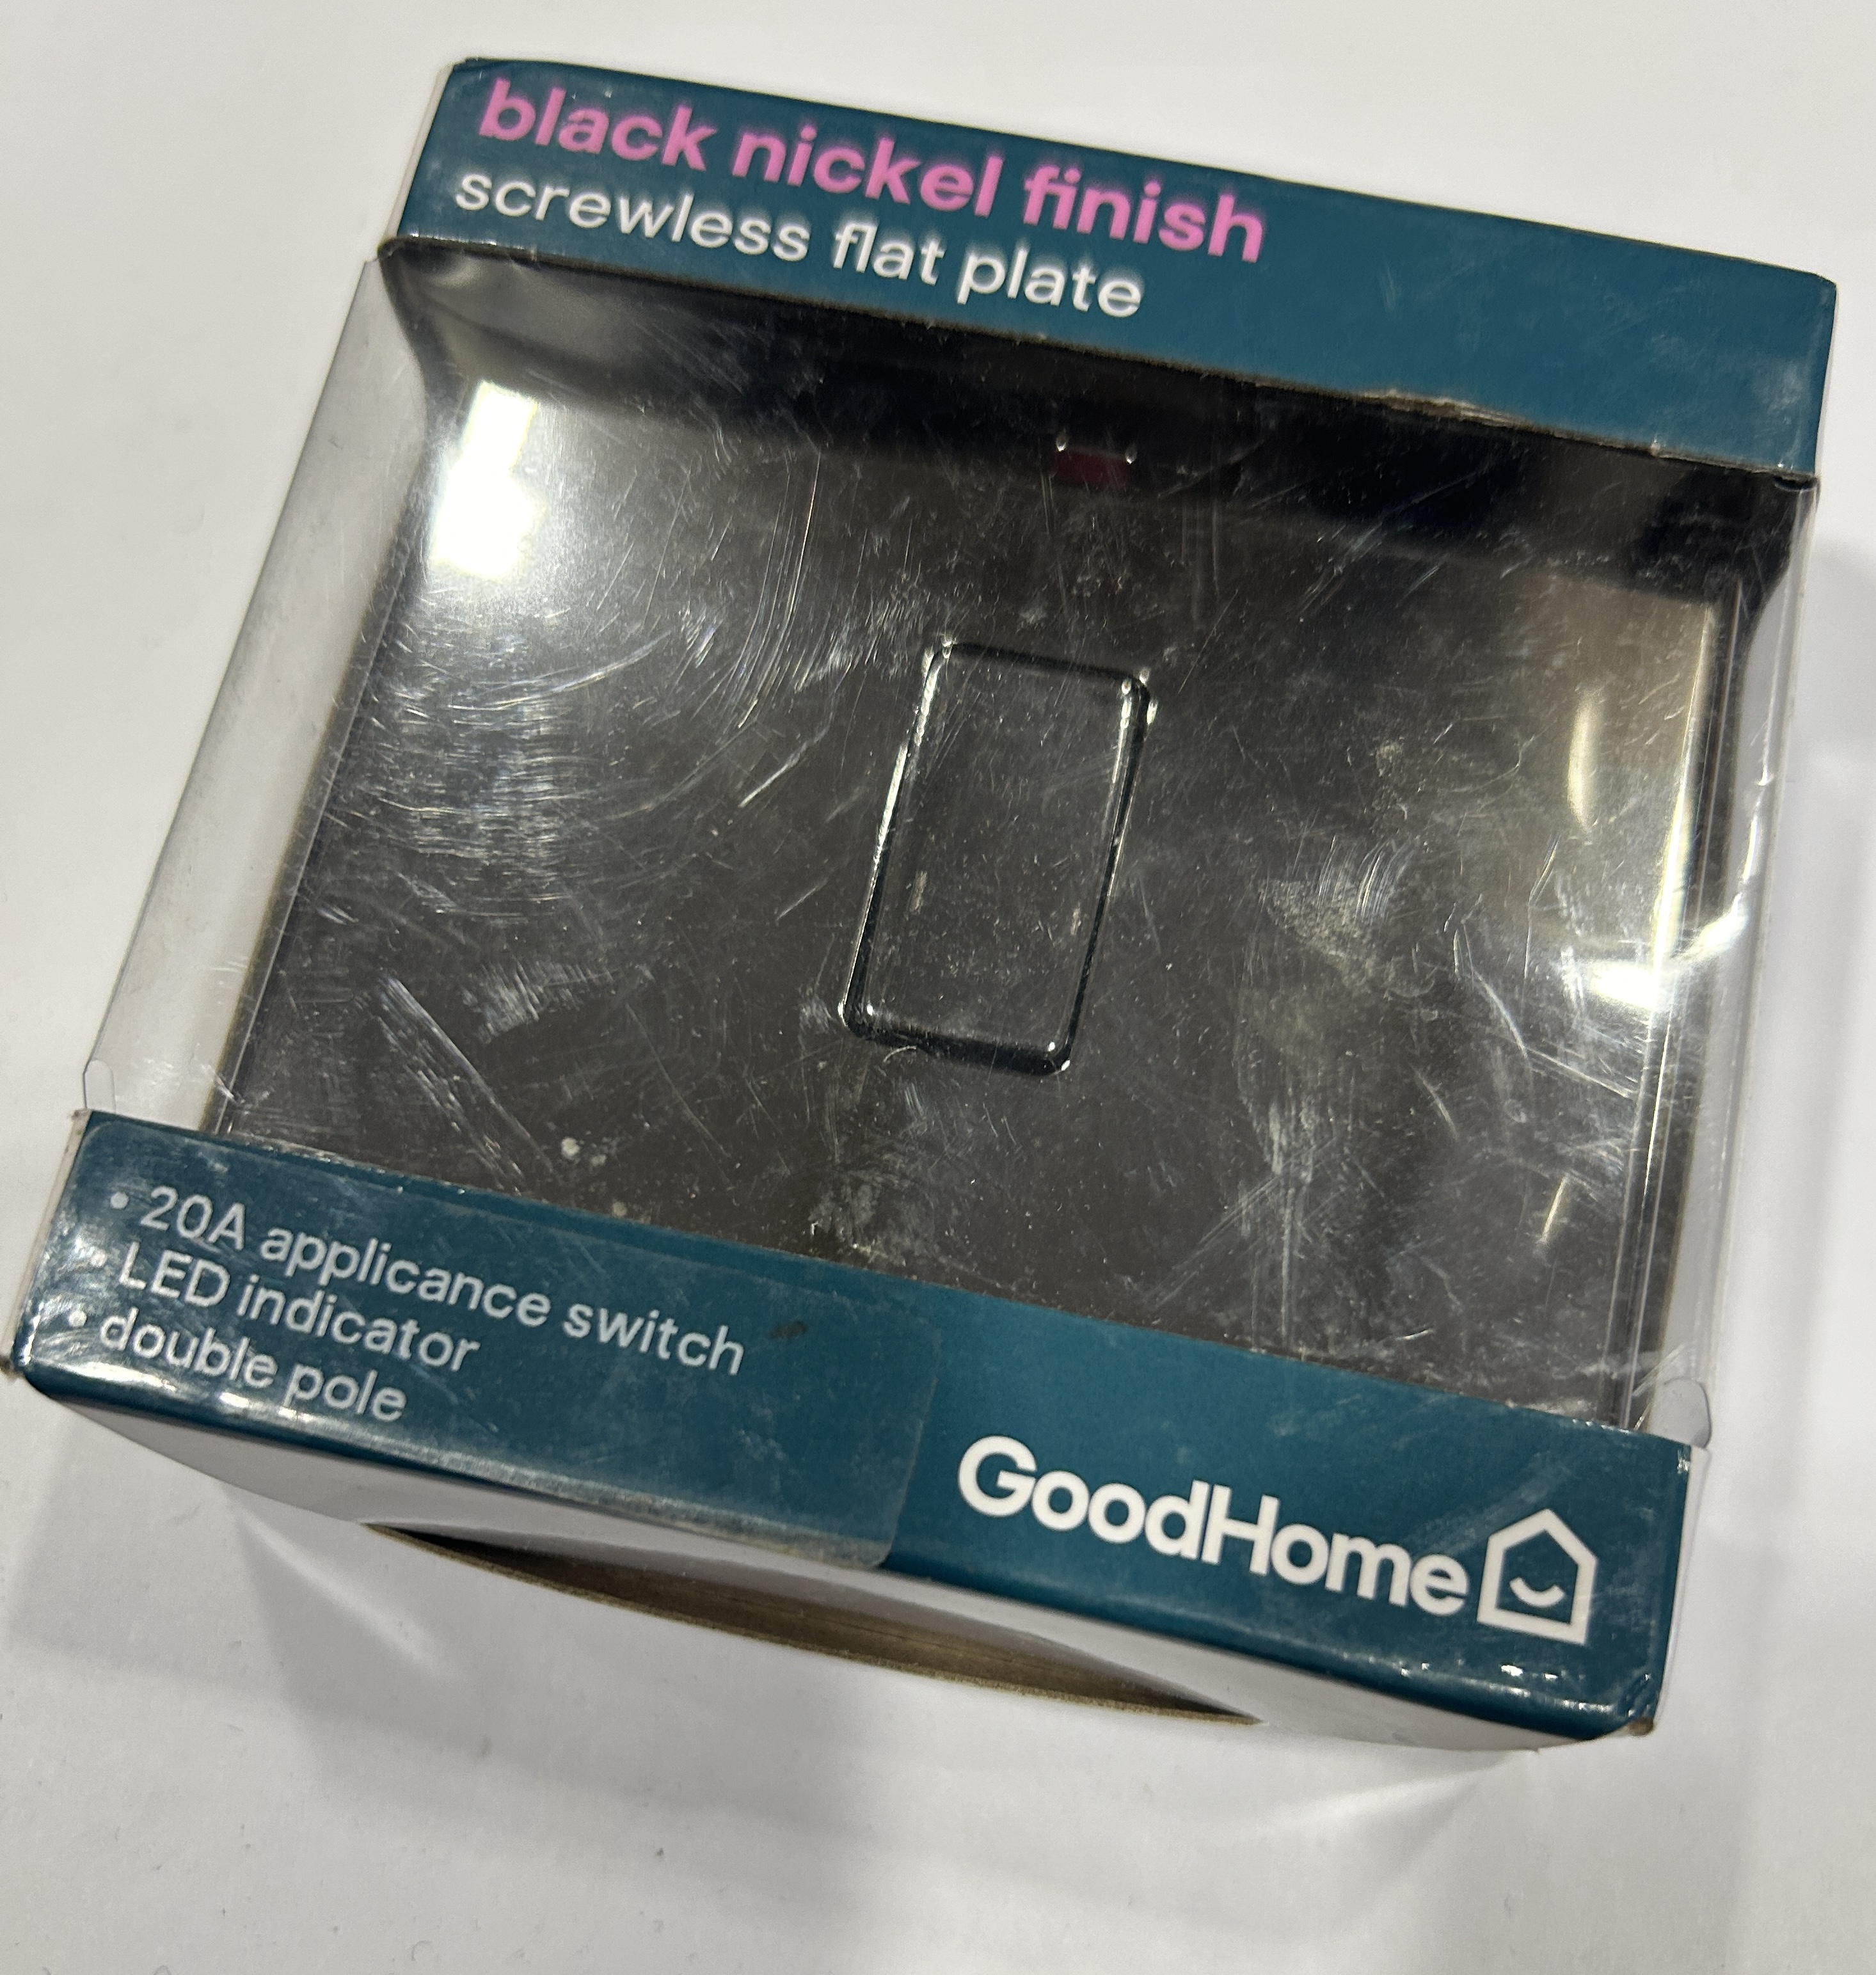 black nickel finish
screwless flat plate
• 20A applicance switch
• LED indicator
• double pole
GoodHome